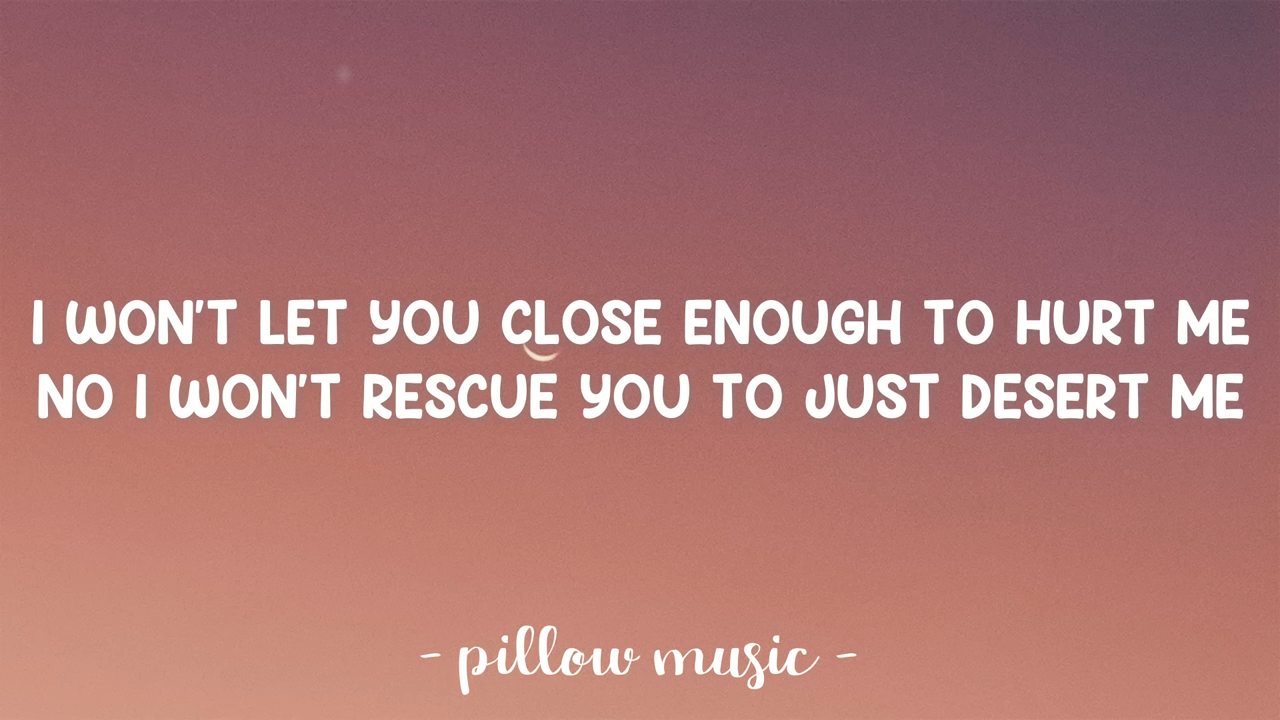 I WON'T LET YOU CLOSE ENOUGH TO HURT ME
NO I WON'T RESCUE YOU TO JUST DESERT ME
- pillow music -